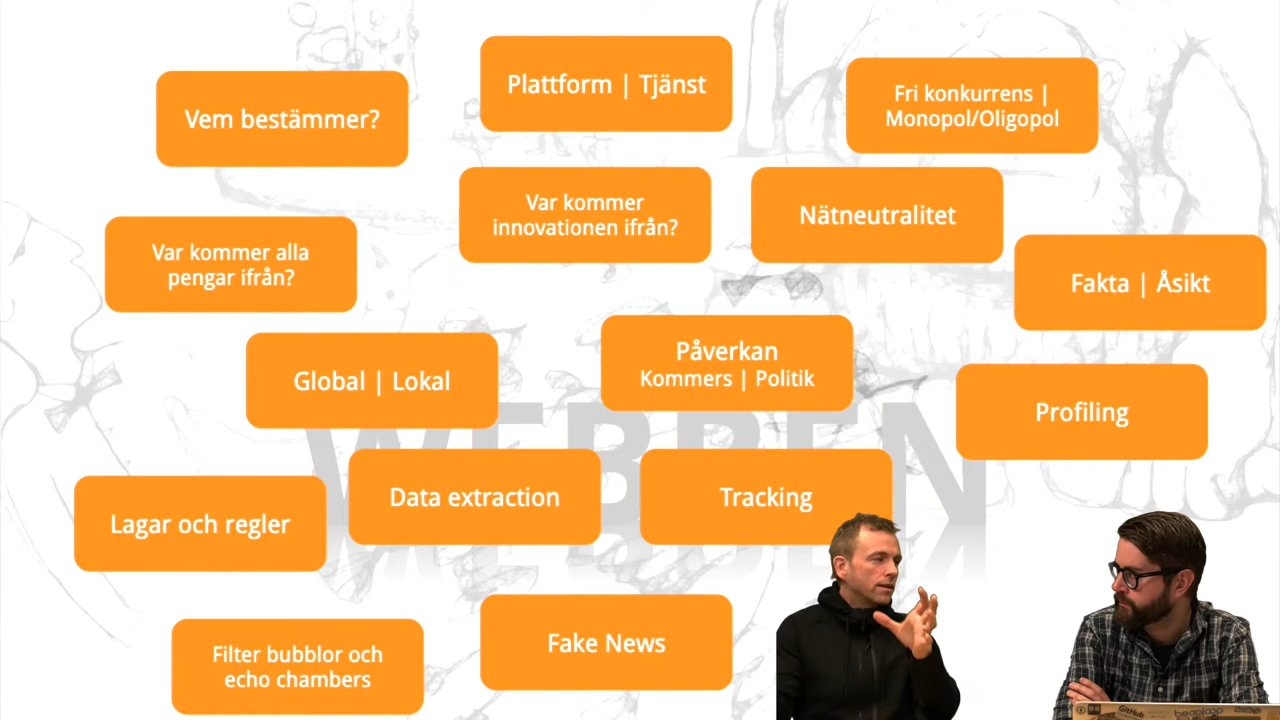 Plattform | Tjänst
Vem bestämmer?
Fri konkurrens |
Monopol/Oligopol
Var kommer
innovationen ifrån?
Nätneutralitet
Var kommer alla
pengar ifrån?
Fakta | Åsikt
Påverkan
Kommers | Politik
Global | Lokal
Profiling
WEBBEN
Data extraction
Tracking
Lagar och regler
Fake News
Filter bubblor och
echo chambers
GitHub